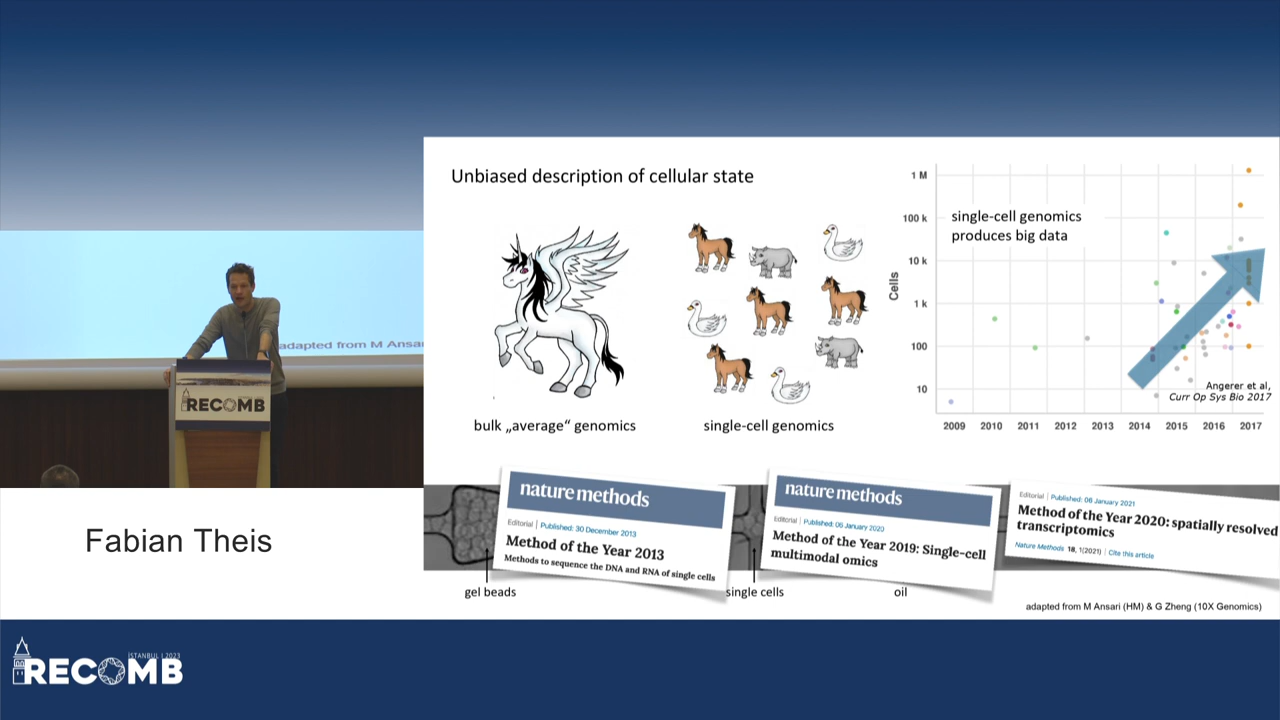 Unbiased description of cellular state
bulk „average“ genomics
single-cell genomics
single-cell genomics
produces big data
Cells
1 M
100 k
10 k
1 k
100
10
2009 2010 2011 2012 2013 2014 2015 2016 2017
Angerer et al,
Curr Op Sys Bio 2017
adapted from M Ansa
RECOMB
Fabian Theis
nature methods
Editorial | Published: 30 December 2013
Method of the Year 2013
Methods to sequence the DNA and RNA of single cells
nature methods
Editorial | Published: 06 January 2020
Method of the Year 2019: Single-cell
multimodal omics
Editorial | Published: 06 January 2021
Method of the Year 2020: spatially resolved
transcriptomics
Nature Methods 18, 1(2021) | Cite this article
gel beads
single cells
oil
adapted from M Ansari (HM) & G Zheng (10X Genomics)
İSTANBUL | 2023
RECOMB